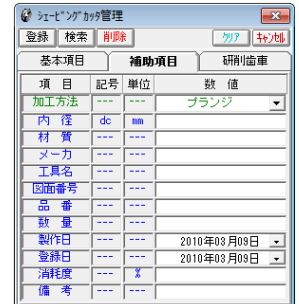 ｼｪｰﾋﾞﾝｸﾞｶｯﾀ管理
登録 検索 削除 ｸﾘｱ ｷｬﾝｾﾙ
基本項目 補助項目 研削歯車
項 目 記号 単位 数 値
加工方法 --- --- プランジ
内 径 dc mm
材 質 --- ---
メーカ --- ---
工具名 --- ---
図面番号 --- ---
品 番 --- ---
数 量 --- ---
製作日 --- --- 2010年03月09日
登録日 --- --- 2010年03月09日
消耗度 --- %
備 考 --- ---